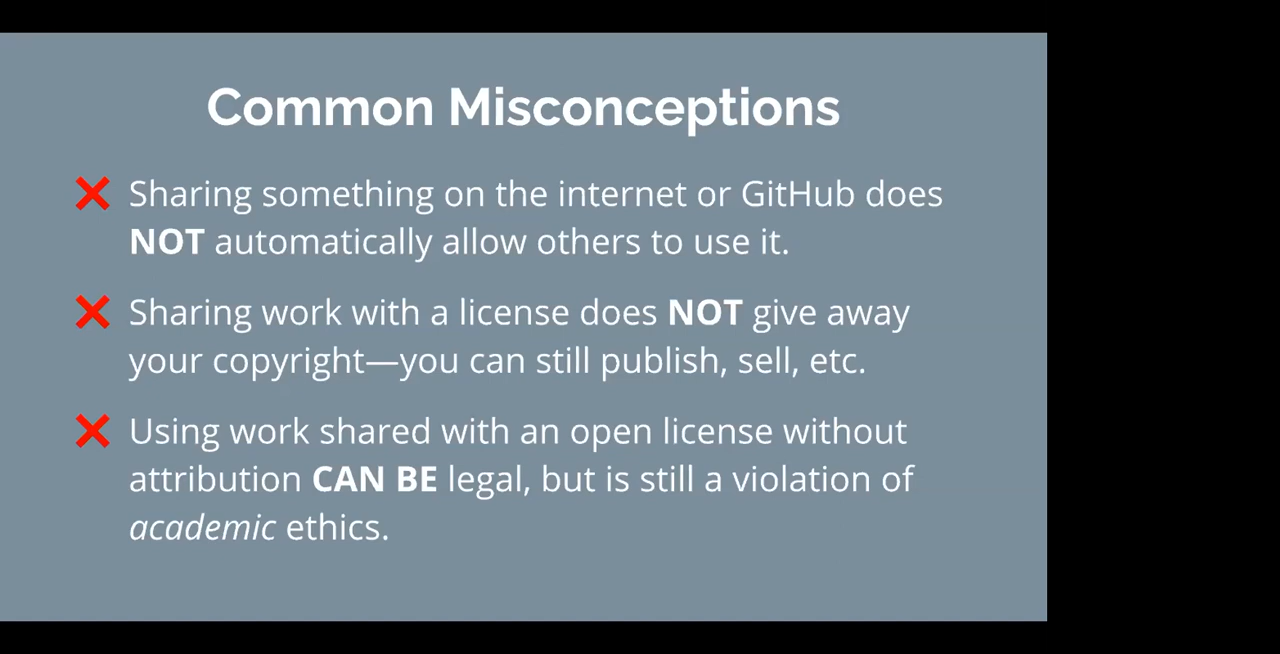 Common Misconceptions
Sharing something on the internet or GitHub does
NOT automatically allow others to use it.
Sharing work with a license does NOT give away
your copyright—you can still publish, sell, etc.
Using work shared with an open license without
attribution CAN BE legal, but is still a violation of
academic ethics.